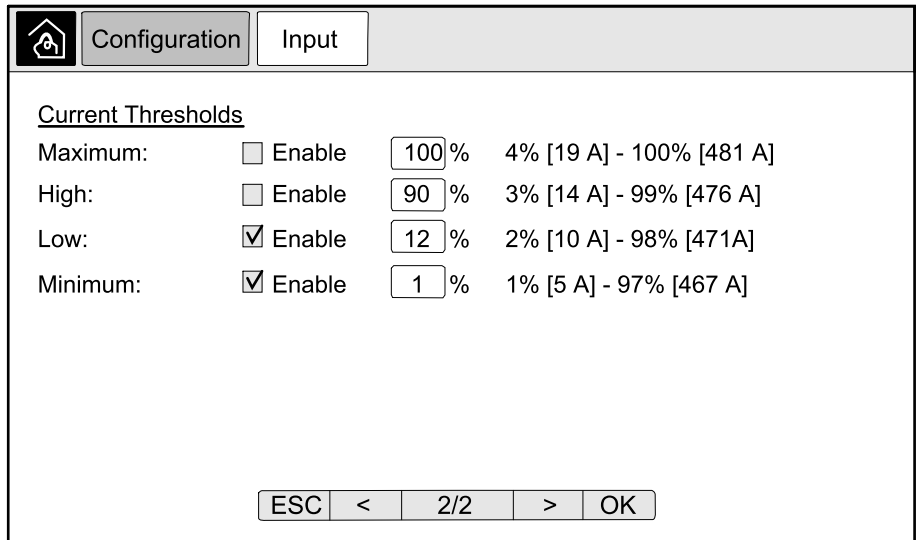 Configuration Input
Current Thresholds
Maximum: Enable 100 % 4% [19 A] - 100% [481 A]
High: Enable 90 % 3% [14 A] - 99% [476 A]
Low: Enable 12 % 2% [10 A] - 98% [471A]
Minimum: Enable 1 % 1% [5 A] - 97% [467 A]
ESC < 2/2 > OK